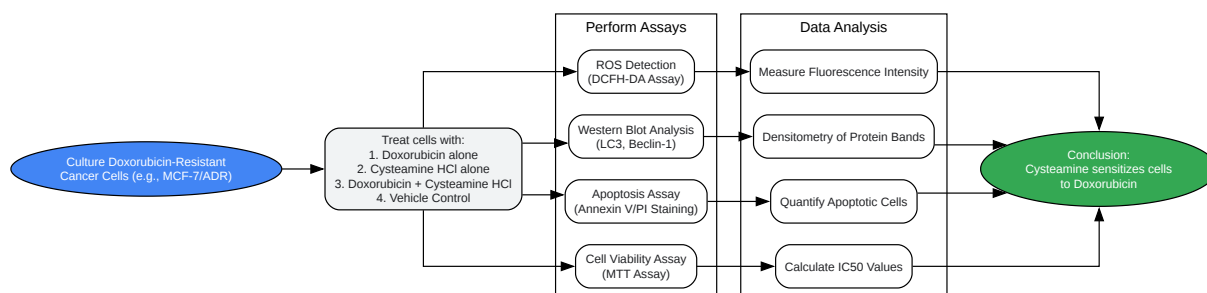 Perform Assays
Data Analysis
ROS Detection
(DCFH-DA Assay)
Measure Fluorescence Intensity
Culture Doxorubicin-Resistant
Cancer Cells (e.g., MCF-7/ADR)
Treat cells with:
1. Doxorubicin alone
2. Cysteamine HCl alone
3. Doxorubicin + Cysteamine HCl
4. Vehicle Control
Western Blot Analysis
(LC3, Beclin-1)
Densitometry of Protein Bands
Conclusion:
Cysteamine sensitizes cells
to Doxorubicin
Apoptosis Assay
(Annexin V/PI Staining)
Quantify Apoptotic Cells
Cell Viability Assay
(MTT Assay)
Calculate IC50 Values